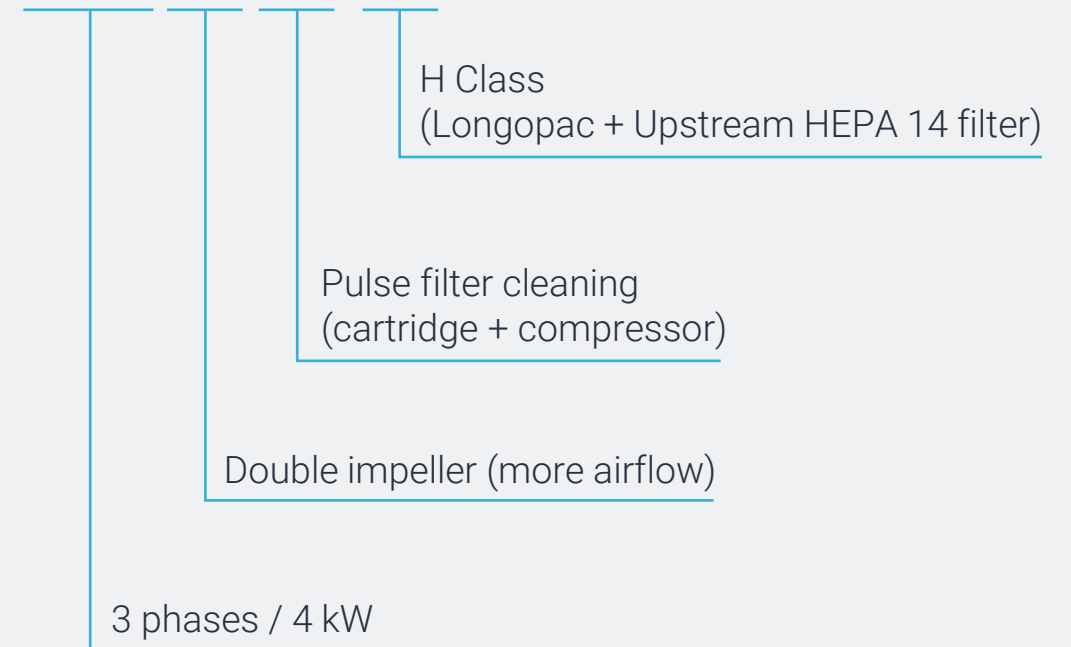 H Class
(Longopac + Upstream HEPA 14 filter)
Pulse filter cleaning
(cartridge + compressor)
Double impeller (more airflow)
3 phases / 4 kW